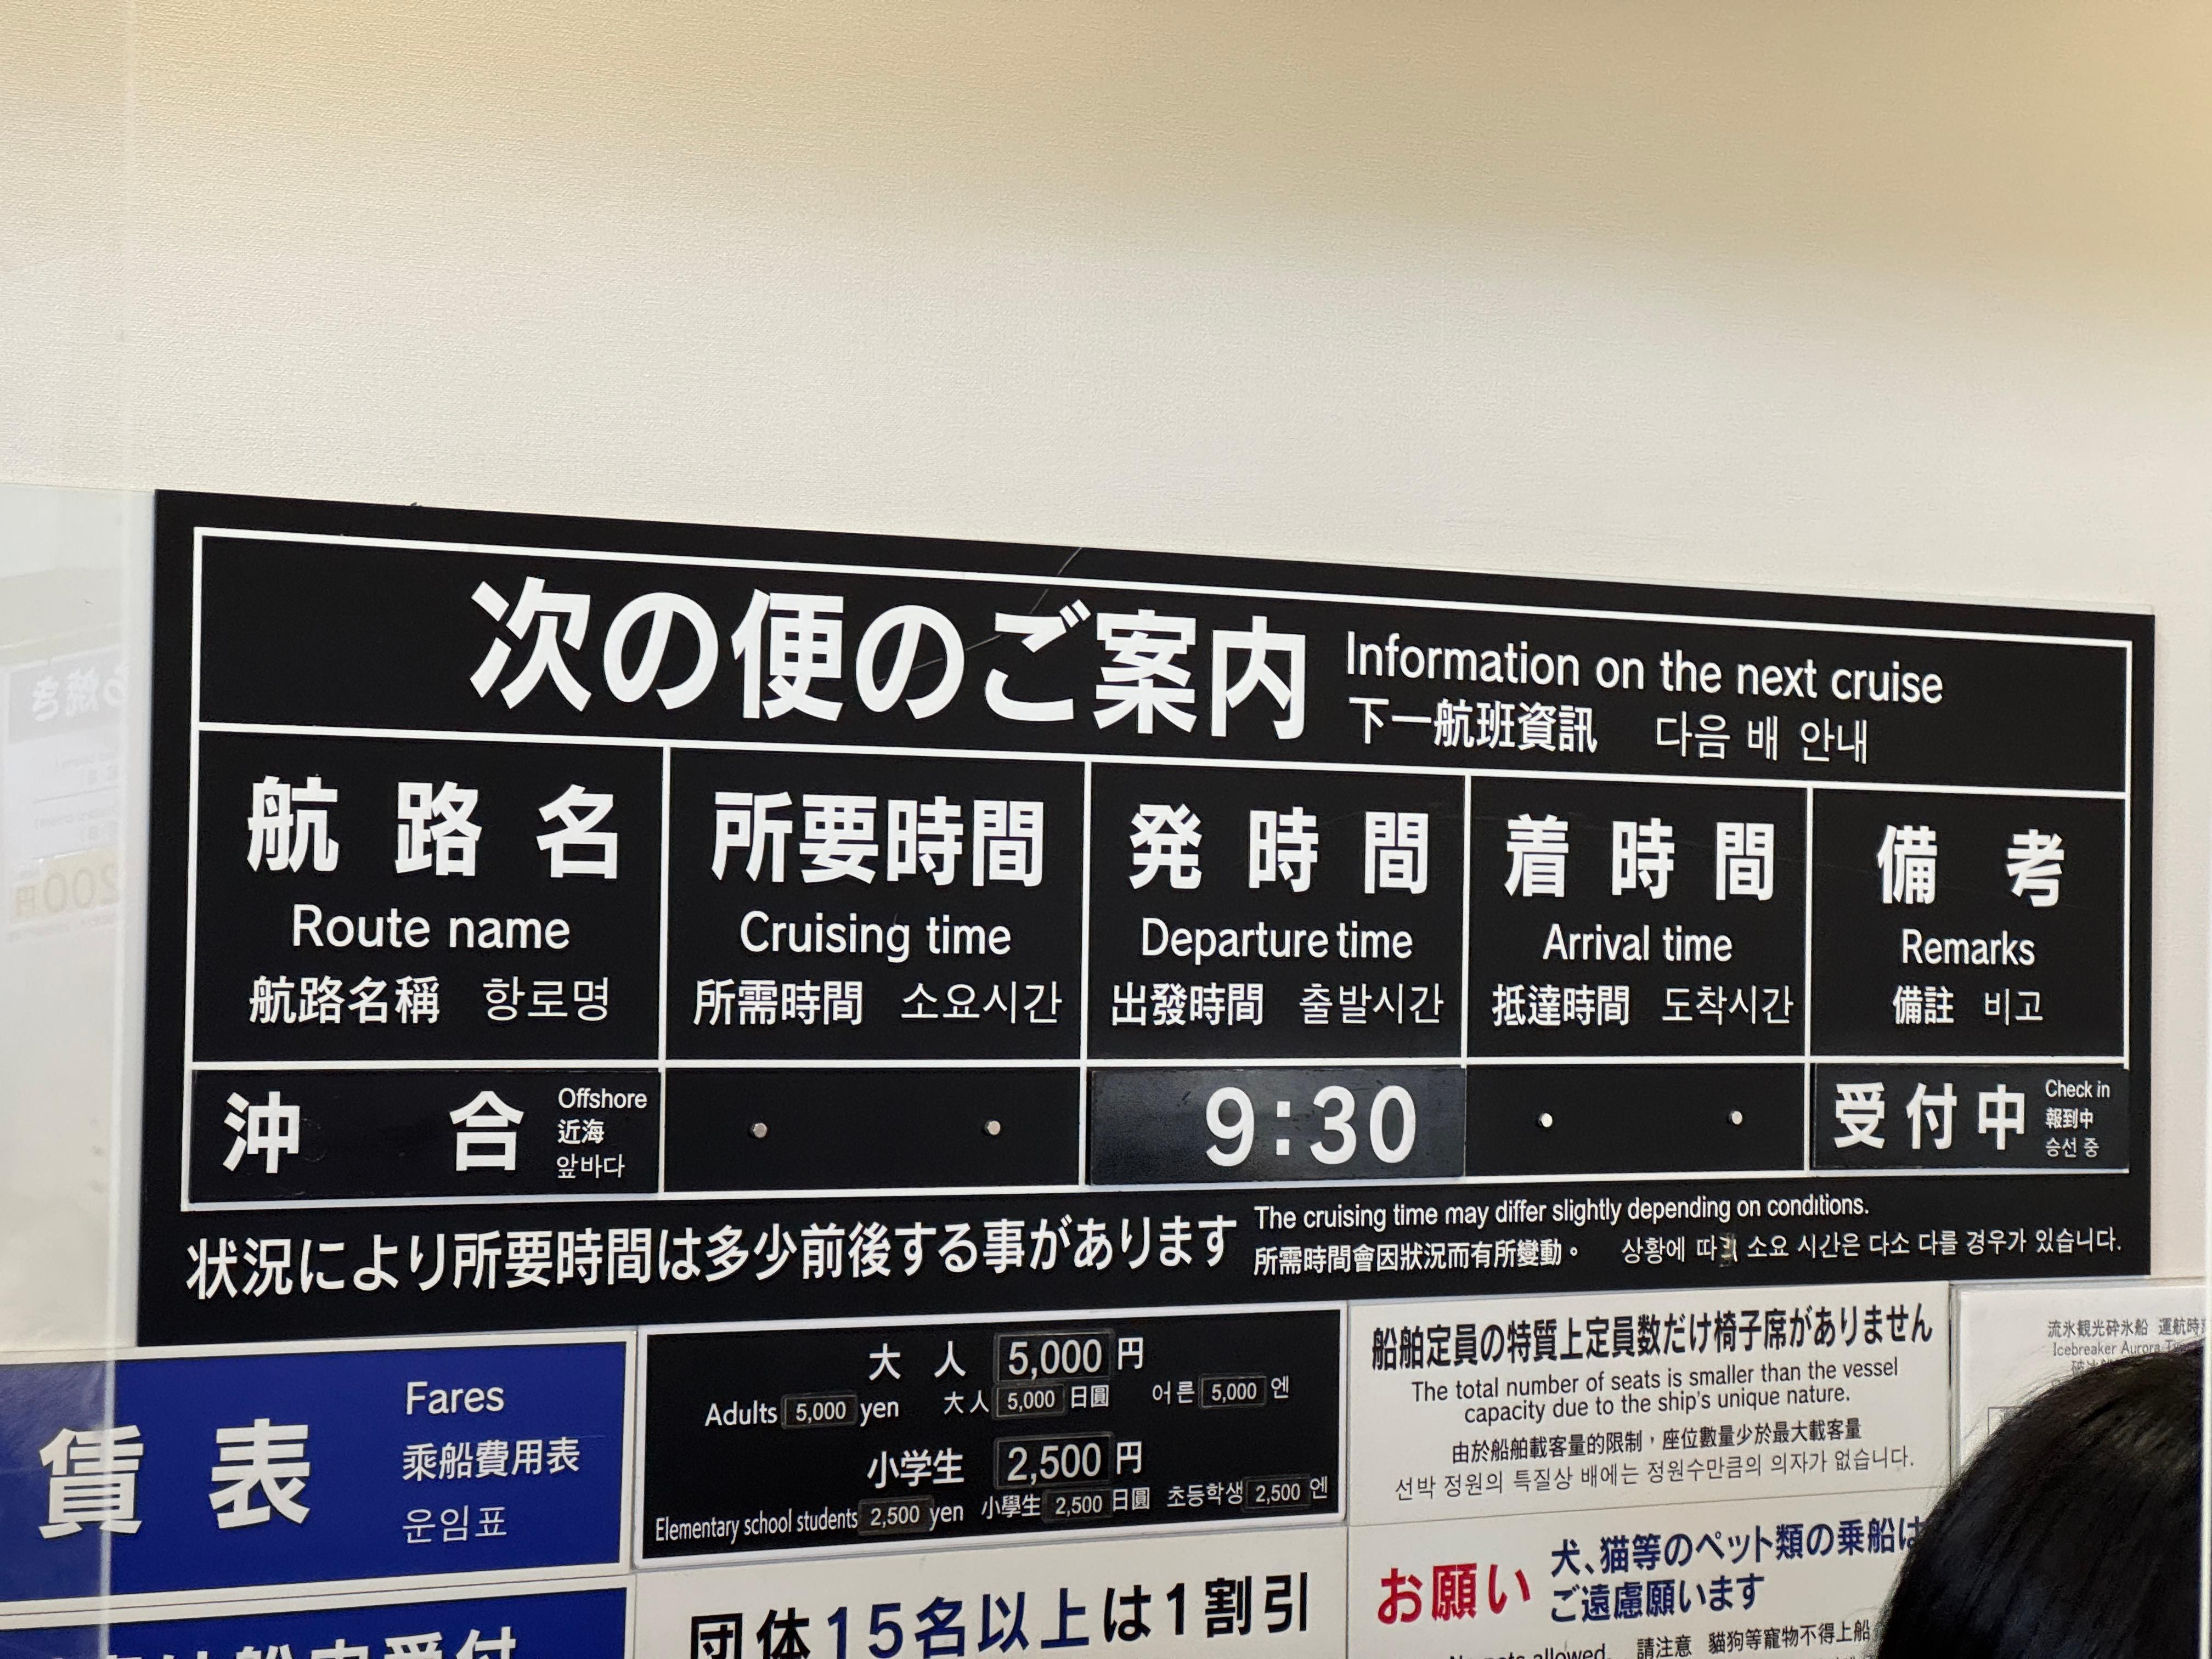 次の便のご案内
Information on the next cruise
下一航班資訊 다음 배 안내
航路名
Route name
航路名稱 항로명
所要時間
Cruising time
所需時間 소요시간
発時間
Departure time
出發時間 출발시간
着時間
Arrival time
抵達時間 도착시간
備考
Remarks
備註 비고
沖合
Offshore
近海
앞바다
9:30
受付中
Check in
報到中
승선 중
状況により所要時間は多少前後する事があります
The cruising time may differ slightly depending on conditions.
所需時間會因狀況而有所變動。 상황에 소요 시간은 다소 다를 경우가 있습니다.
賃表
Fares
乘船費用表
운임표
大人 5,000 円
Adults 5,000 yen 大人 5,000 日圓 어른 5,000 엔
小学生 2,500 円
Elementary school students 2,500 yen 小學生 2,500 日圓 초등학생 2,500 엔
団体15名以上は1割引
船舶定員の特質上定員数だけ椅子席がありません
The total number of seats is smaller than the vessel
capacity due to the ship's unique nature.
由於船舶載客量的限制，座位數量少於最大載客量
선박 정원의 특질상 배에는 정원수만큼의 의자가 없습니다.
お願い
犬、猫等のペット類の乗船は
ご遠慮願います
allowed. 請注意 貓狗等寵物不得上船
流氷観光砕氷船 運航時
Icebreaker Aurora